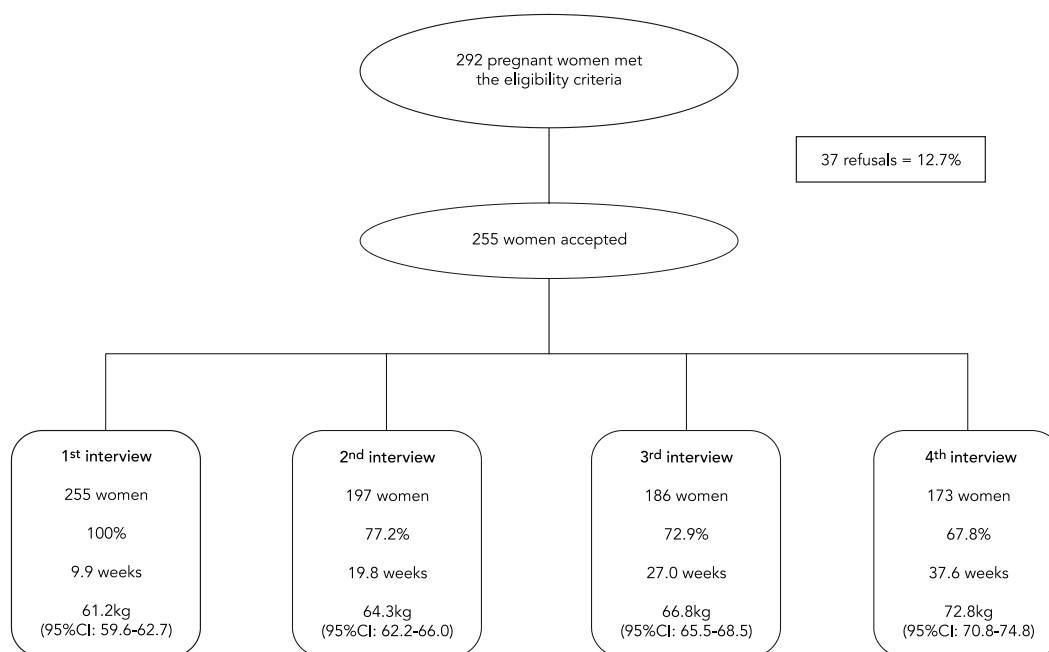 292 pregnant women met
the eligibility criteria
37 refusals = 12.7%
255 women accepted
1st interview
255 women
100%
9.9 weeks
61.2kg
(95%CI: 59.6-62.7)
2nd interview
197 women
77.2%
19.8 weeks
64.3kg
(95%CI: 62.2-66.0)
3rd interview
186 women
72.9%
27.0 weeks
66.8kg
(95%CI: 65.5-68.5)
4th interview
173 women
67.8%
37.6 weeks
72.8kg
(95%CI: 70.8-74.8)